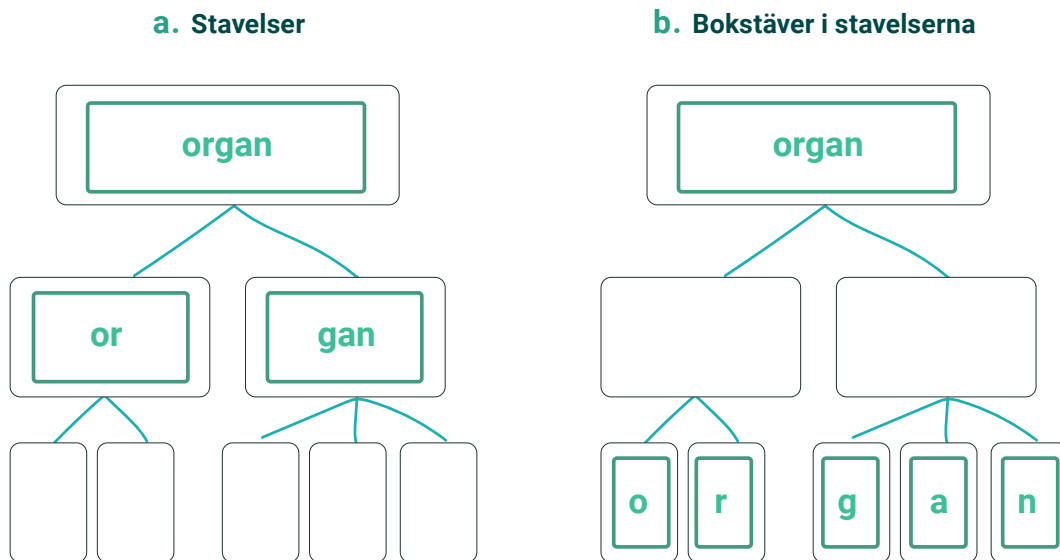 a. Stavelser
b. Bokstäver i stavelserna
organ
organ
or gan
o r g a n